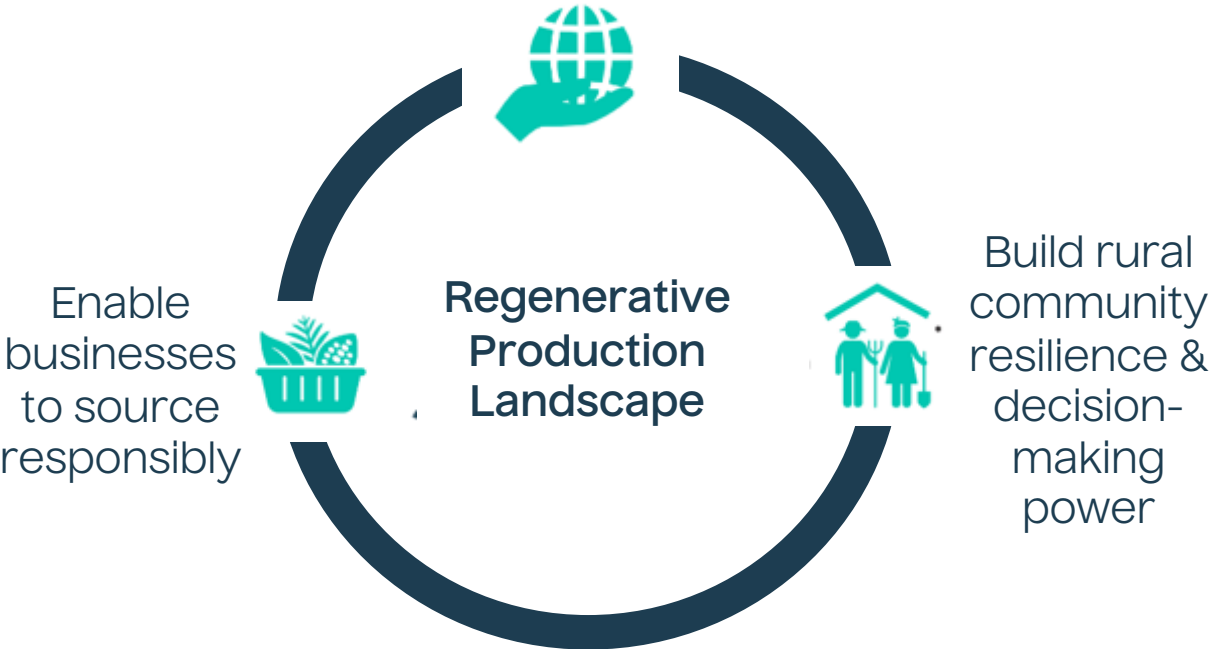 Enable
businesses
to source
responsibly
Regenerative
Production
Landscape
Build rural
community
resilience &
decision-
making
power